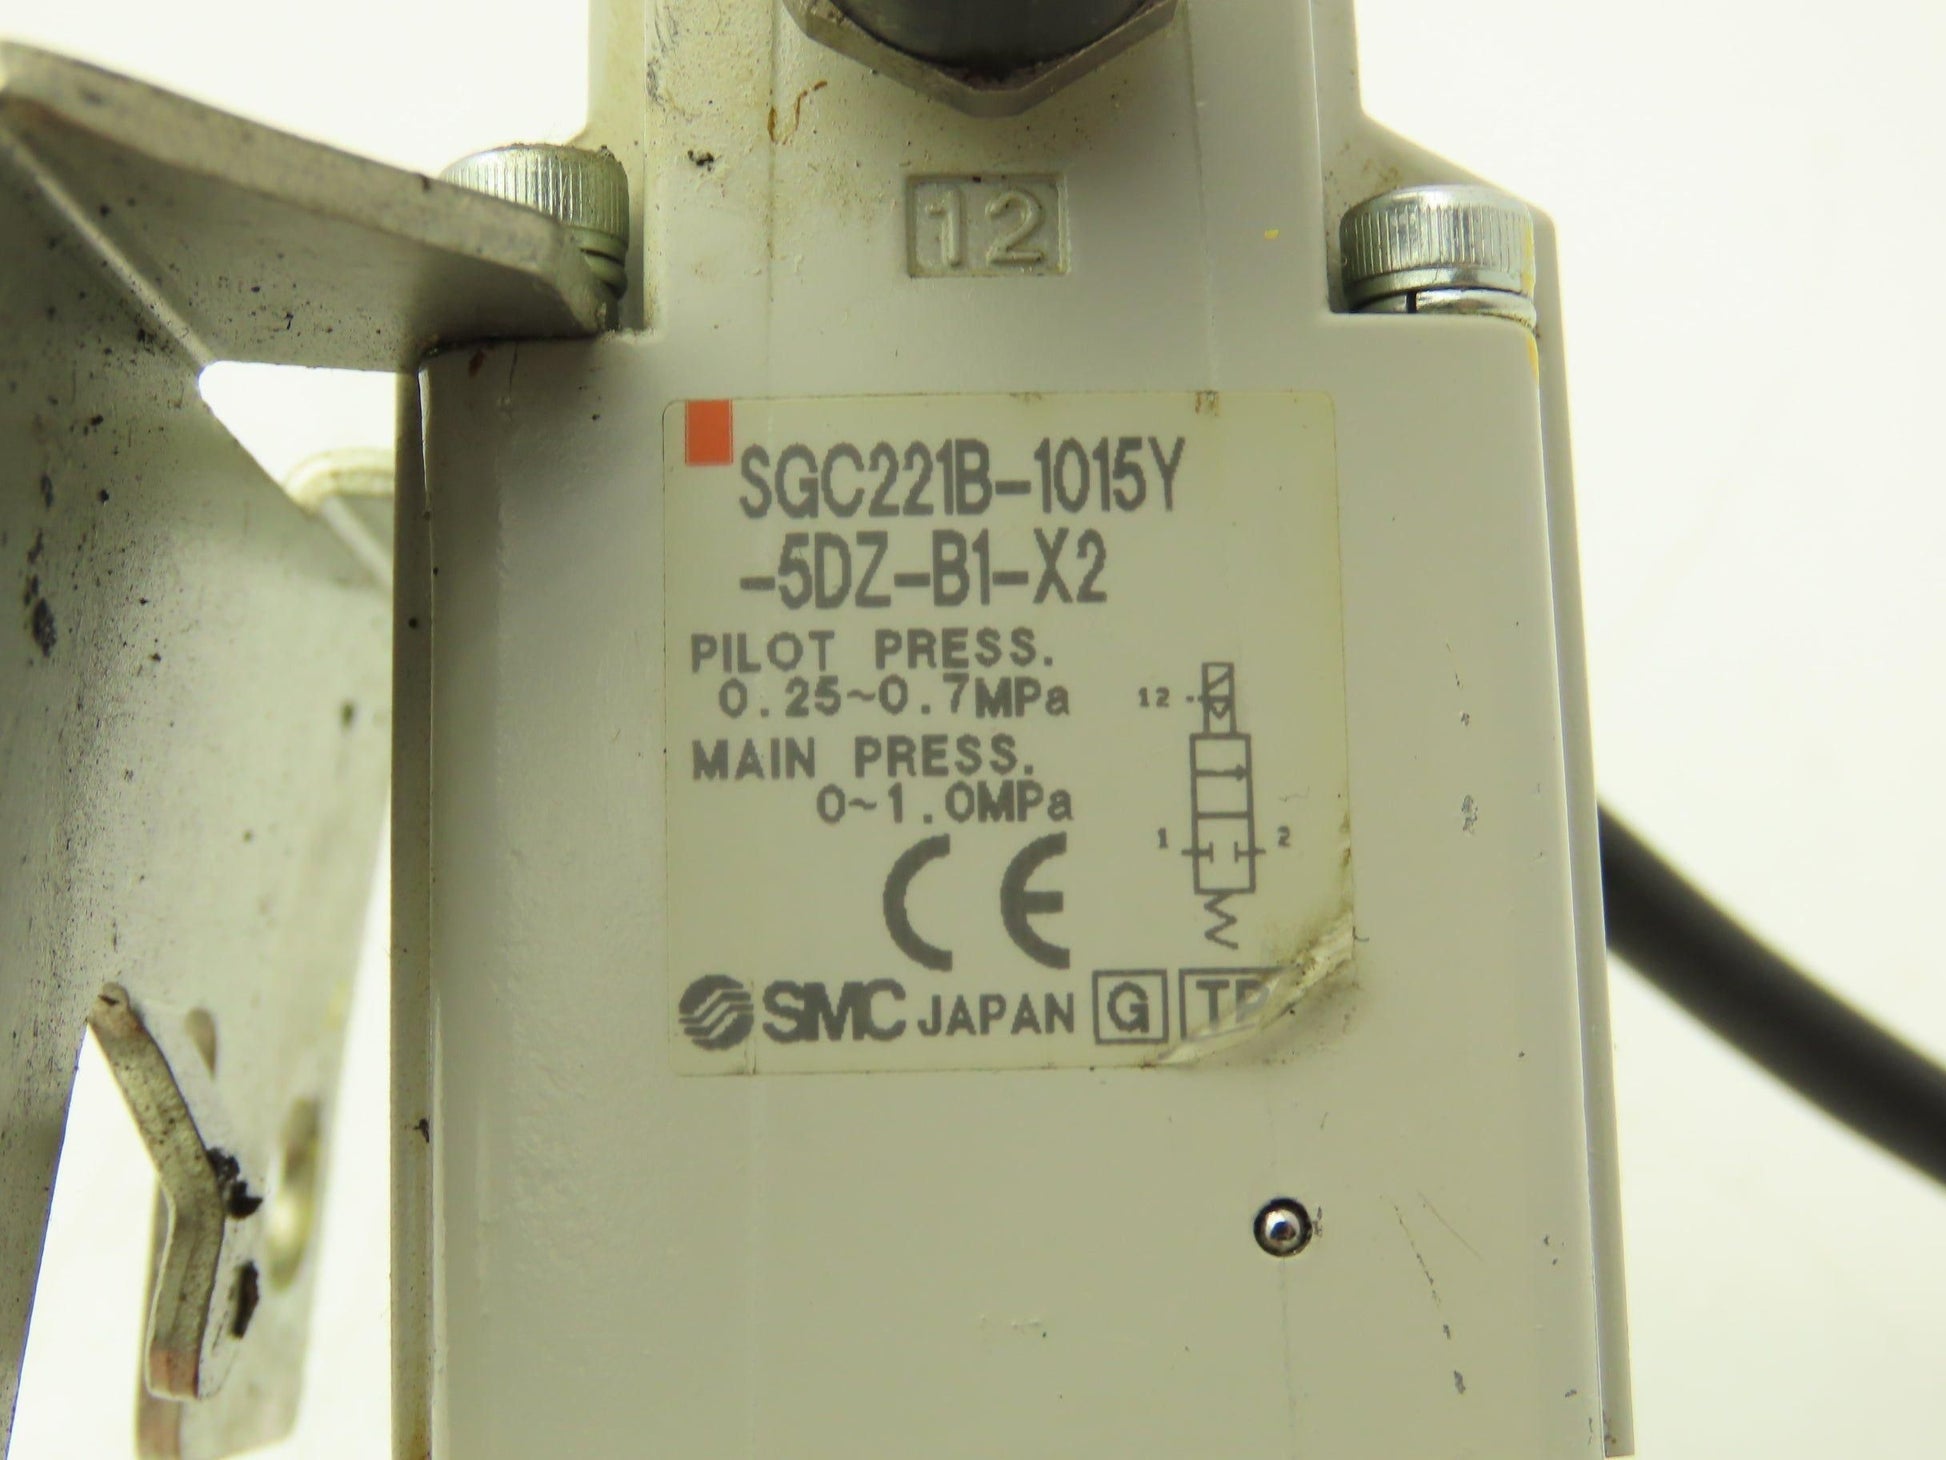 12
SGC221B-1015Y
-5DZ-B1-X2
PILOT PRESS.
0.25~0.7MPa
12
MAIN PRESS.
0~1.0MPa
1 2
CE
SMC JAPAN G